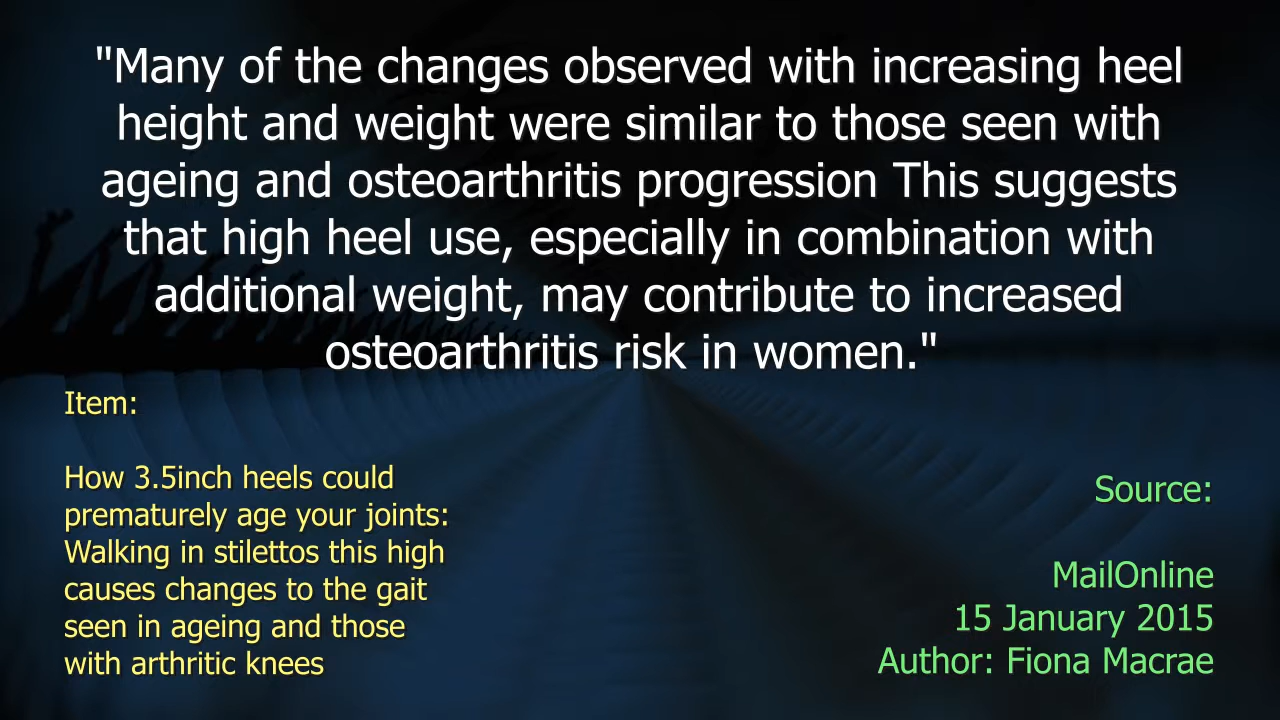 "Many of the changes observed with increasing heel
height and weight were similar to those seen with
ageing and osteoarthritis progression This suggests
that high heel use, especially in combination with
additional weight, may contribute to increased
osteoarthritis risk in women."
Item:
How 3.5inch heels could
prematurely age your joints:
Walking in stilettos this high
causes changes to the gait
seen in ageing and those
with arthritic knees
Source:
MailOnline
15 January 2015
Author: Fiona Macrae